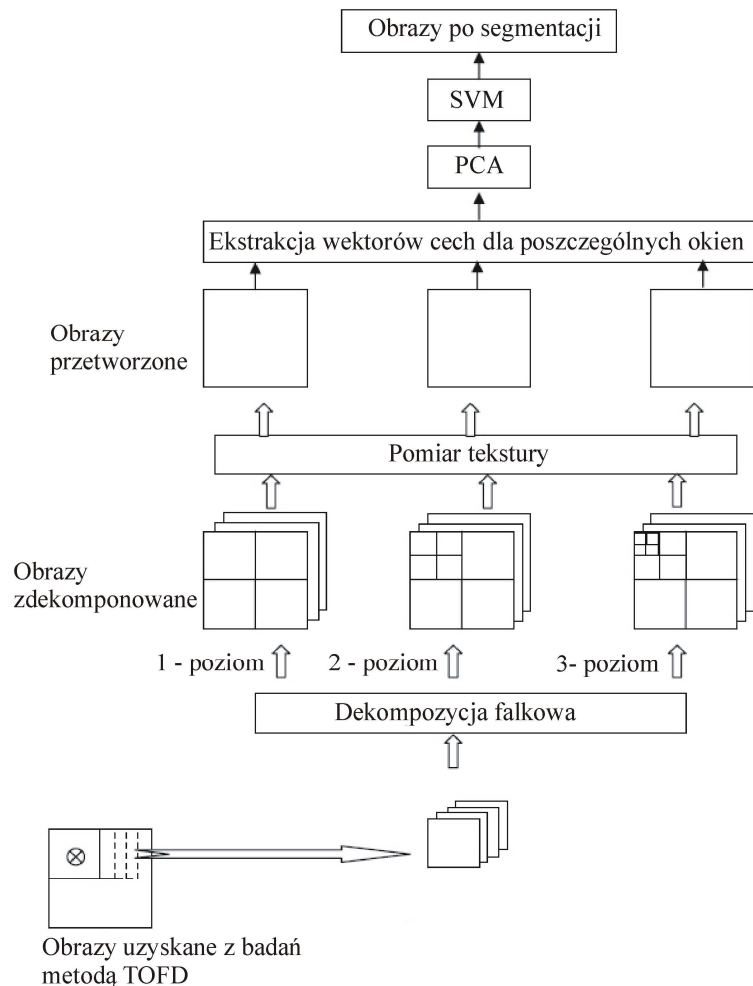 Obrazy po segmentacji
SVM
PCA
Ekstrakcja wektorów cech dla poszczególnych okien
Obrazy
przetworzone
Pomiar tekstury
Obrazy
zdekomponowane
1 - poziom
2 - poziom
3- poziom
Dekompozycja falkowa
Obrazy uzyskane z badań
metodą TOFD